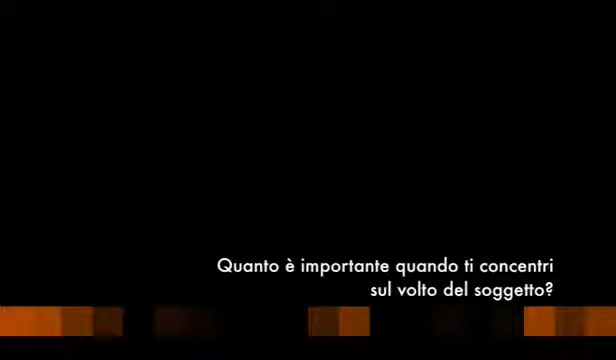 Quanto è importante quando ti concentri
sul volto del soggetto?